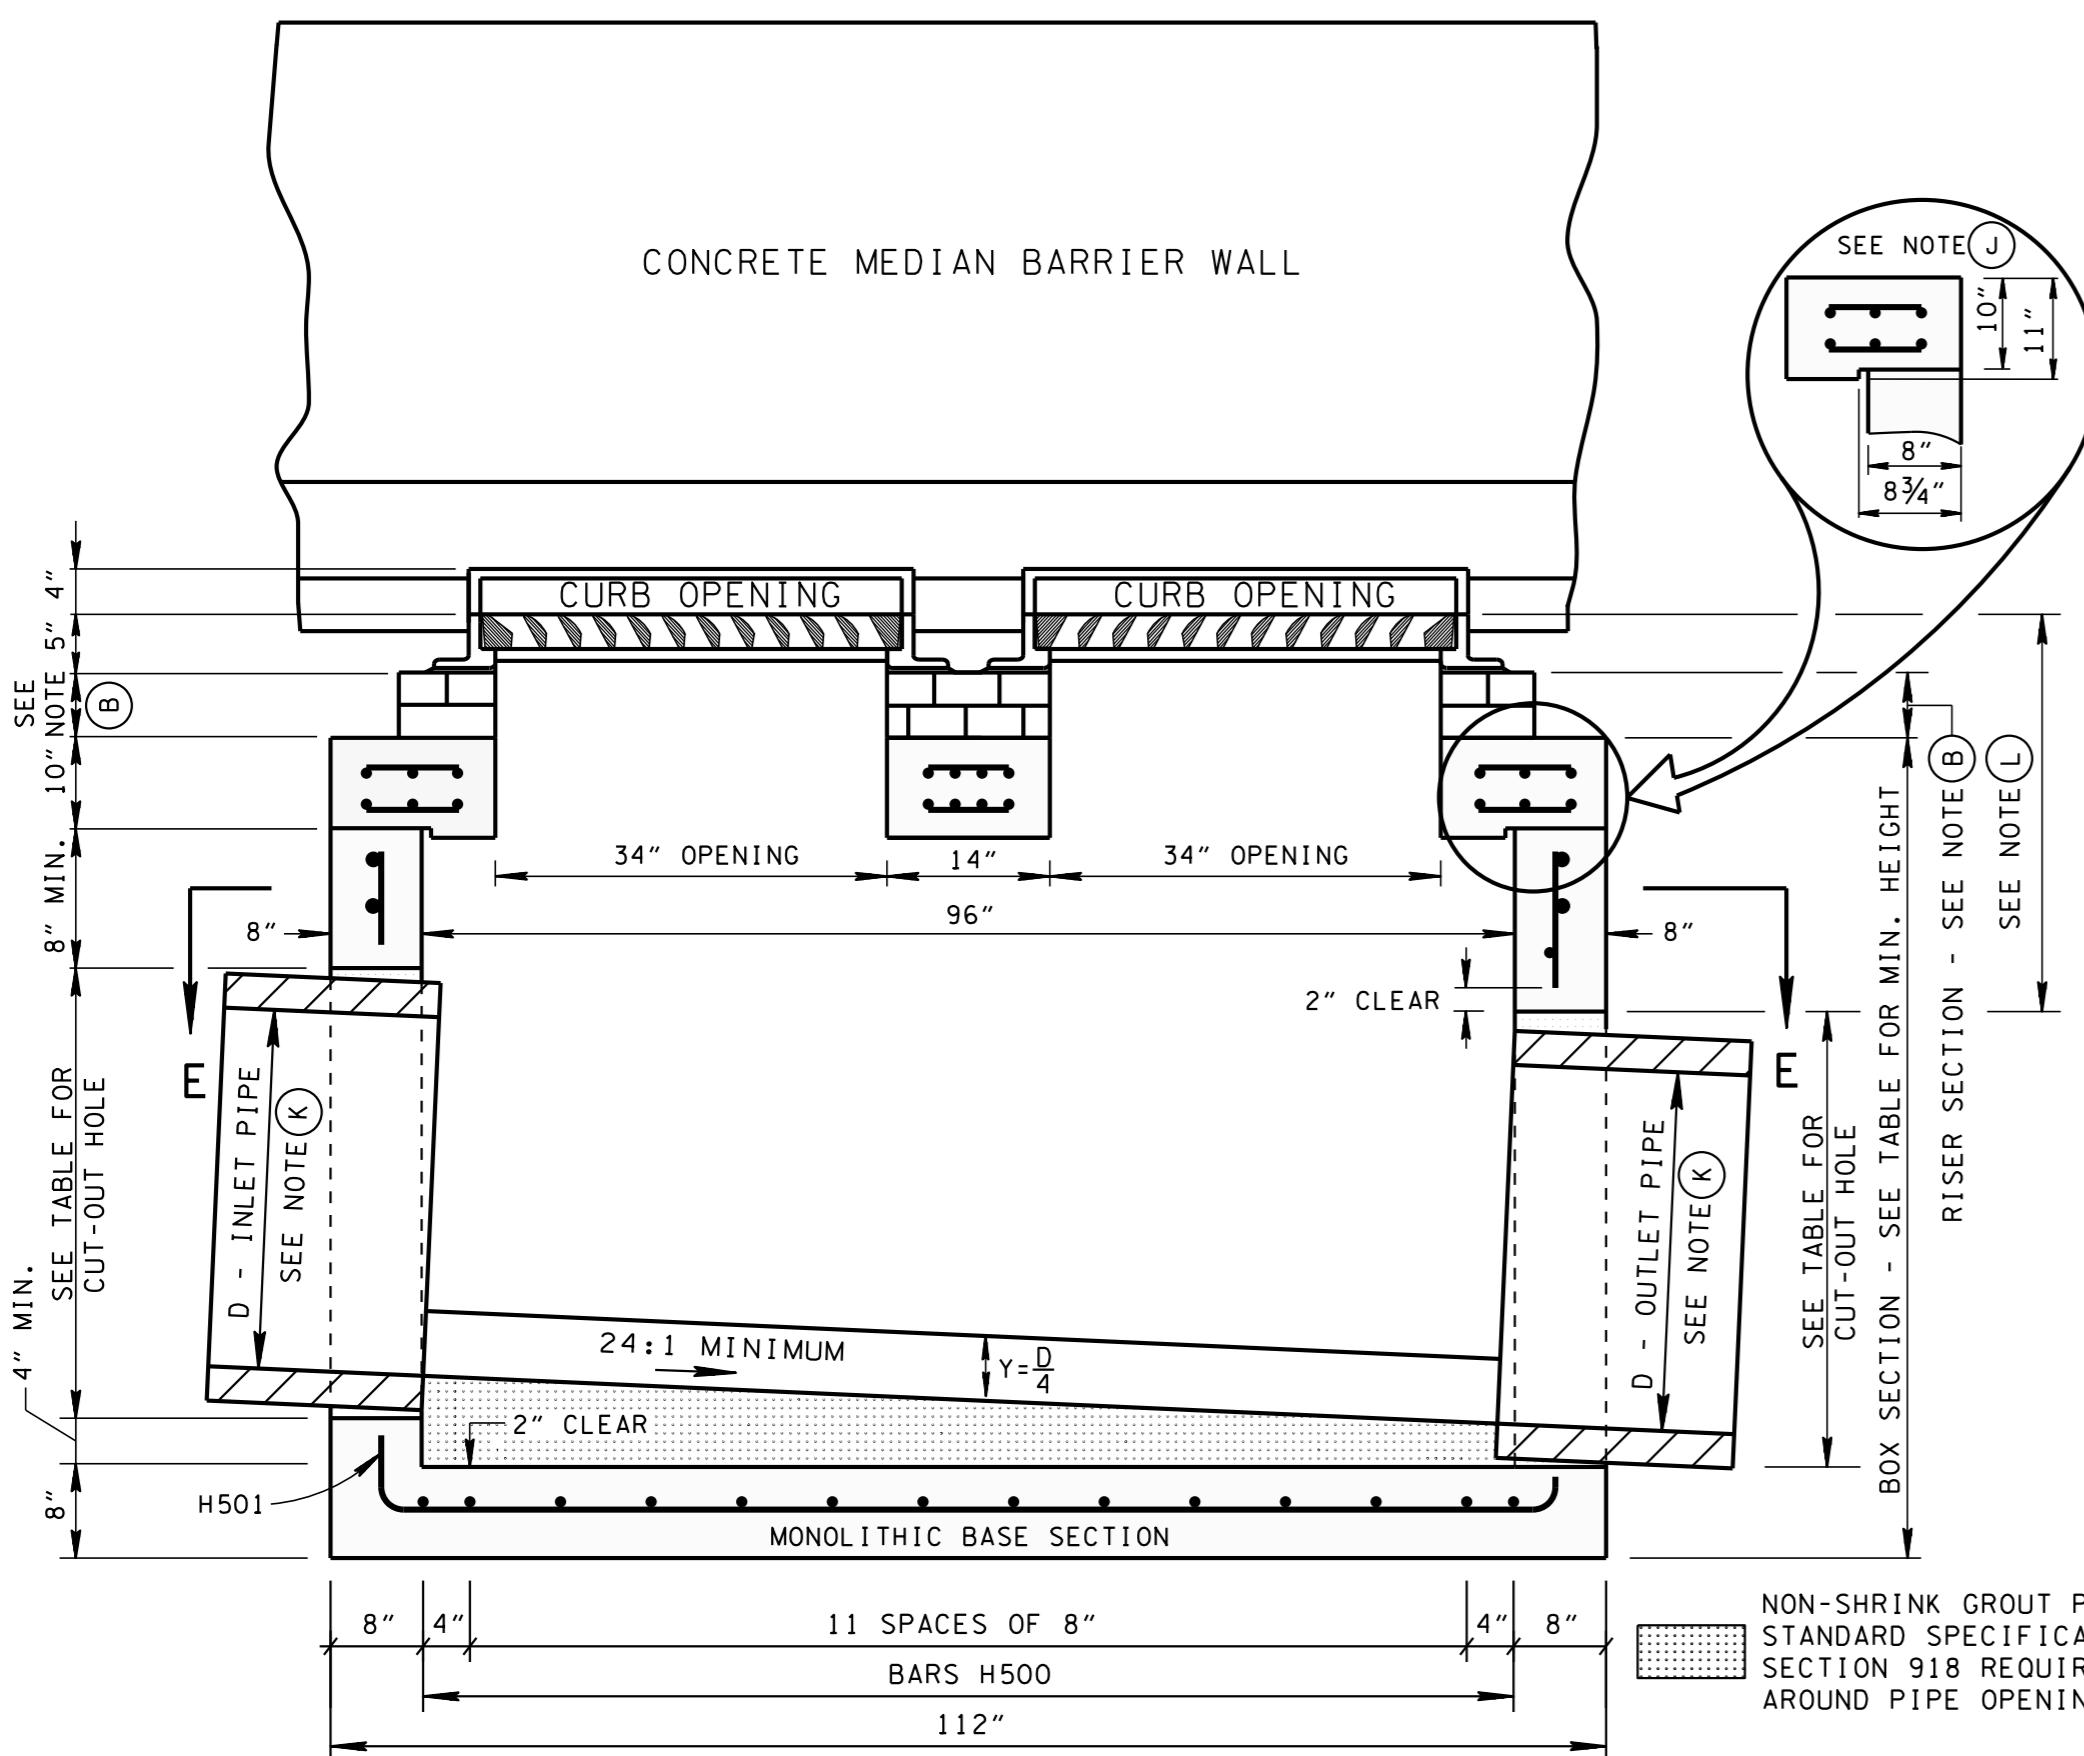 CONCRETE MEDIAN BARRIER WALL
SEE NOTE J
10"
11"
8"
8¾"
CURB OPENING
CURB OPENING
4"
5"
SEE
NOTE B
10"
8" MIN.
SEE TABLE FOR
CUT-OUT HOLE
4" MIN.
8"
34" OPENING
14"
34" OPENING
8"
96"
8"
2" CLEAR
E
E
D - INLET PIPE
SEE NOTE K
D - OUTLET PIPE
SEE NOTE K
SEE TABLE FOR
CUT-OUT HOLE
BOX SECTION - SEE TABLE FOR MIN. HEIGHT
RISER SECTION - SEE NOTE B
SEE NOTE L
24:1 MINIMUM
Y=D/4
2" CLEAR
H501
MONOLITHIC BASE SECTION
8"
4"
11 SPACES OF 8"
4"
8"
BARS H500
112"
NON-SHRINK GROUT P
STANDARD SPECIFICA
SECTION 918 REQUIR
AROUND PIPE OPENIN